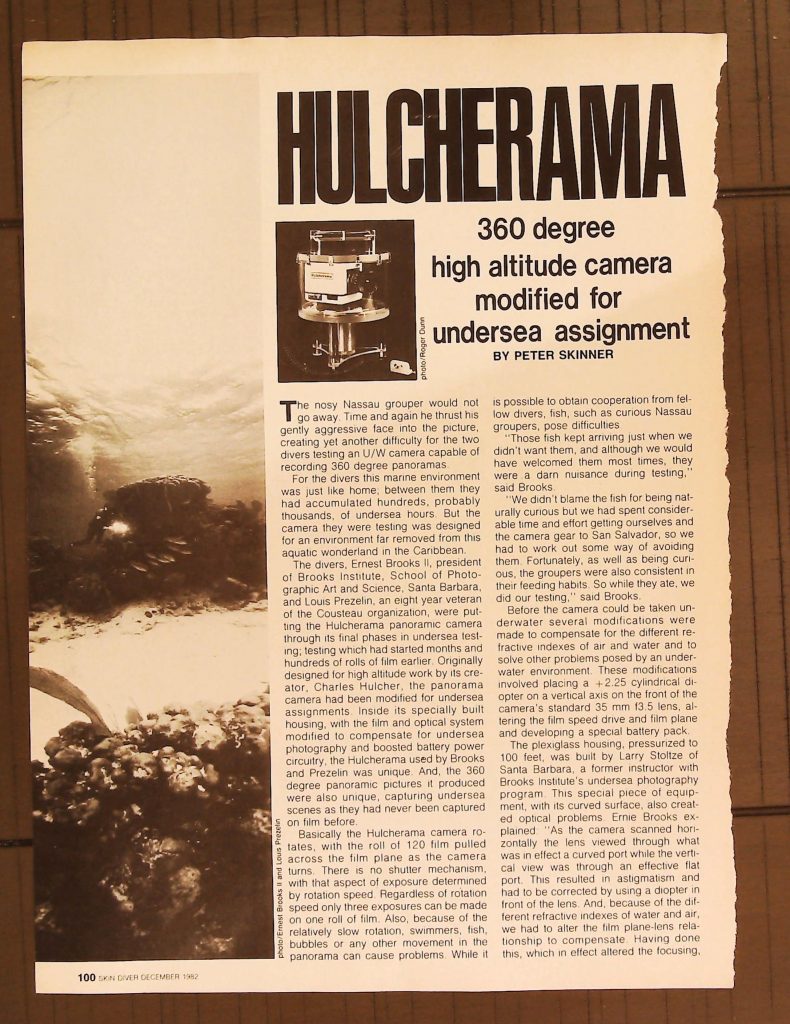 HULCHERAMA
360 degree
high altitude camera
modified for
undersea assignment
BY PETER SKINNER
photo/Roger Dunn
The nosy Nassau grouper would not
go away. Time and again he thrust his
gently aggressive face into the picture,
creating yet another difficulty for the two
divers testing an U/W camera capable of
recording 360 degree panoramas.
For the divers this marine environment
was just like home; between them they
had accumulated hundreds, probably
thousands, of undersea hours. But the
camera they were testing was designed
for an environment far removed from this
aquatic wonderland in the Caribbean.
The divers, Ernest Brooks II, president
of Brooks Institute, School of Photo-
graphic Art and Science, Santa Barbara,
and Louis Prezelin, an eight year veteran
of the Cousteau organization, were put-
ting the Hulcherama panoramic camera
through its final phases in undersea test-
ing; testing which had started months and
hundreds of rolls of film earlier. Originally
designed for high altitude work by its cre-
ator, Charles Hulcher, the panorama
camera had been modified for undersea
assignments. Inside its specially built
housing, with the film and optical system
modified to compensate for undersea
photography and boosted battery power
circuitry, the Hulcherama used by Brooks
and Prezelin was unique. And, the 360
degree panoramic pictures it produced
were also unique, capturing undersea
scenes as they had never been captured
on film before.
Basically the Hulcherama camera ro-
tates, with the roll of 120 film pulled
across the film plane as the camera
turns. There is no shutter mechanism,
with that aspect of exposure determined
by rotation speed. Regardless of rotation
speed only three exposures can be made
on one roll of film. Also, because of the
relatively slow rotation, swimmers, fish,
bubbles or any other movement in the
panorama can cause problems. While it
is possible to obtain cooperation from fel-
low divers, fish, such as curious Nassau
groupers, pose difficulties
"Those fish kept arriving just when we
didn't want them, and although we would
have welcomed them most times, they
were a darn nuisance during testing,"
said Brooks.
"We didn't blame the fish for being nat-
urally curious but we had spent consider-
able time and effort getting ourselves and
the camera gear to San Salvador, so we
had to work out some way of avoiding
them. Fortunately, as well as being curi-
ous, the groupers were also consistent in
their feeding habits. So while they ate, we
did our testing," said Brooks.
Before the camera could be taken un-
derwater several modifications were
made to compensate for the different re-
fractive indexes of air and water and to
solve other problems posed by an under-
water environment. These modifications
involved placing a +2.25 cylindrical di-
opter on a vertical axis on the front of the
camera's standard 35 mm f3.5 lens, al-
tering the film speed drive and film plane
and developing a special battery pack.
The plexiglass housing, pressurized to
100 feet, was built by Larry Stoltze of
Santa Barbara, a former instructor with
Brooks Institute's undersea photography
program. This special piece of equip-
ment, with its curved surface, also creat-
ed optical problems. Ernie Brooks ex-
plained: "As the camera scanned hori-
zontally the lens viewed through what
was in effect a curved port while the verti-
cal view was through an effective flat
port. This resulted in astigmatism and
had to be corrected by using a diopter in
front of the lens. And, because of the dif-
ferent refractive indexes of water and air,
we had to alter the film plane-lens rela-
tionship to compensate. Having done
this, which in effect altered the focusing,
photo/Ernest Brooks II and Louis Prezelin
100 SKIN DIVER DECEMBER 1982